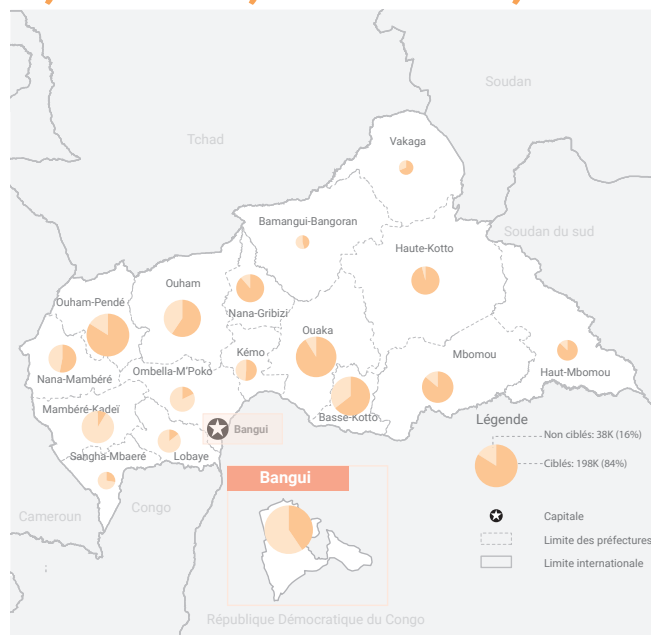 Soudan
Tchad
Vakaga
Bamangui-Bangoran
Soudan du sud
Haute-Kotto
Ouham
Ouham-Pendé
Nana-Gribizi
Ouaka
Kémo
Mbomou
Ombella-M'Poko
Nana-Mambéré
Haut-Mbomou
Mambéré-Kadeï
Basse-Kotto
Bangui
Sangha-Mbaeré
Lobaye
Légende
Non ciblés: 38K (16%)
Ciblés: 198K (84%)
Bangui
Congo
Cameroun
Capitale
Limite des préfectures
Limite internationale
République Démocratique du Congo